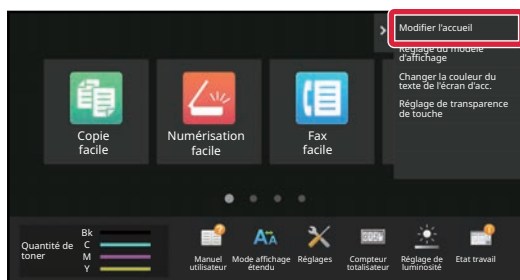 Modifier l'accueil
Réglage du modèle
d'affichage
Changer la couleur du
texte de l'écran d'acc.
Réglage de transparence
de touche
Copie
facile
Numérisation
facile
Fax
facile
Quantité de
toner
Bk
C
M
Y
Manuel
utilisateur
Mode affichage
étendu
Réglages
Compteur
totalisateur
Réglage de
luminosité
Etat travail